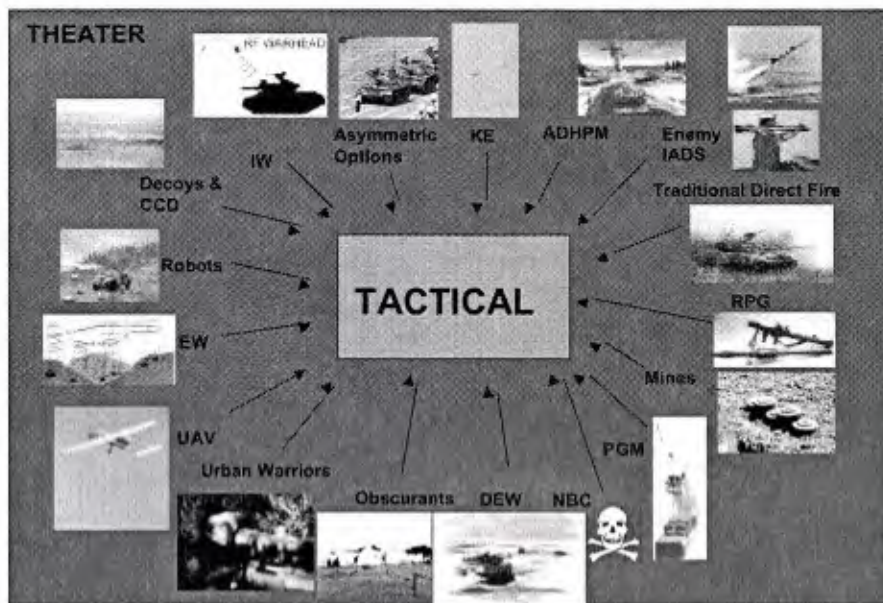 THEATER
RF WARHEAD
IW
Asymmetric
Options
KE
ADHPM
Enemy
IADS
Traditional Direct Fire
Decoys &
CCD
Robots
TACTICAL
RPG
EW
Mines
UAV
Urban Warriors
PGM
Obscurants
DEW
NBC